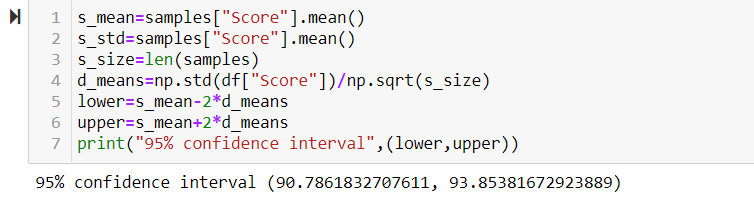 1 s_mean=samples["Score"].mean()
2 s_std=samples["Score"].mean()
3 s_size=len(samples)
4 d_means=np.std(df["Score"])/np.sqrt(s_size)
5 lower=s_mean-2*d_means
6 upper=s_mean+2*d_means
7 print("95% confidence interval",(lower,upper))
95% confidence interval (90.7861832707611, 93.85381672923889)